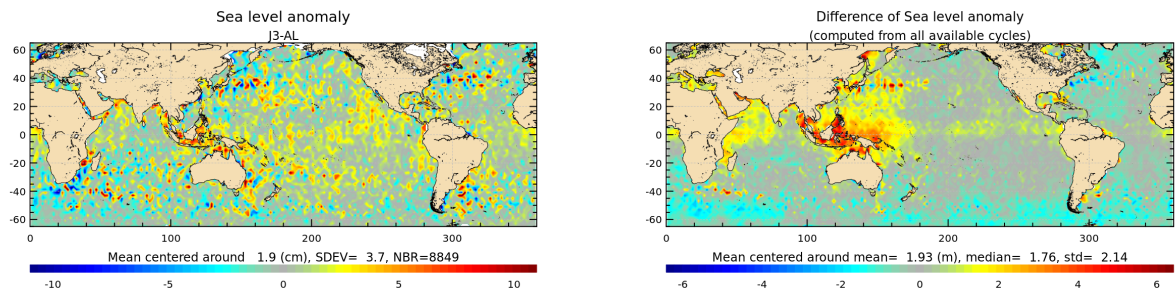 Sea level anomaly
J3-AL
60
40
20
0
-20
-40
-60
0 100 200 300
Mean centered around 1.9 (cm), SDEV= 3.7, NBR=8849
-10 -5 0 5 10
Difference of Sea level anomaly
(computed from all available cycles)
60
40
20
0
-20
-40
-60
0 100 200 300
Mean centered around mean= 1.93 (m), median= 1.76, std= 2.14
-6 -4 -2 0 2 4 6